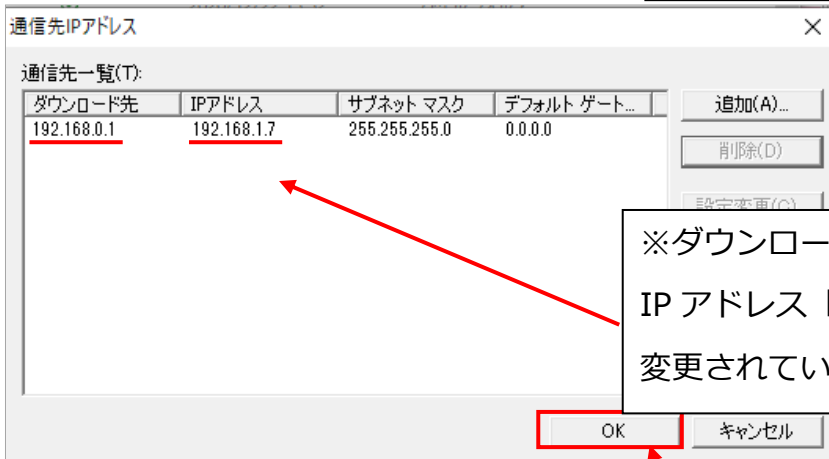 通信先IPアドレス
通信先一覧(T):
ダウンロード先 IPアドレス サブネット マスク デフォルト ゲート...
192.168.0.1 192.168.1.7 255.255.255.0 0.0.0.0
追加(A)...
削除(D)
設定変更(C)
※ダウンロー
IP アドレス「
変更されてい
OK キャンセル